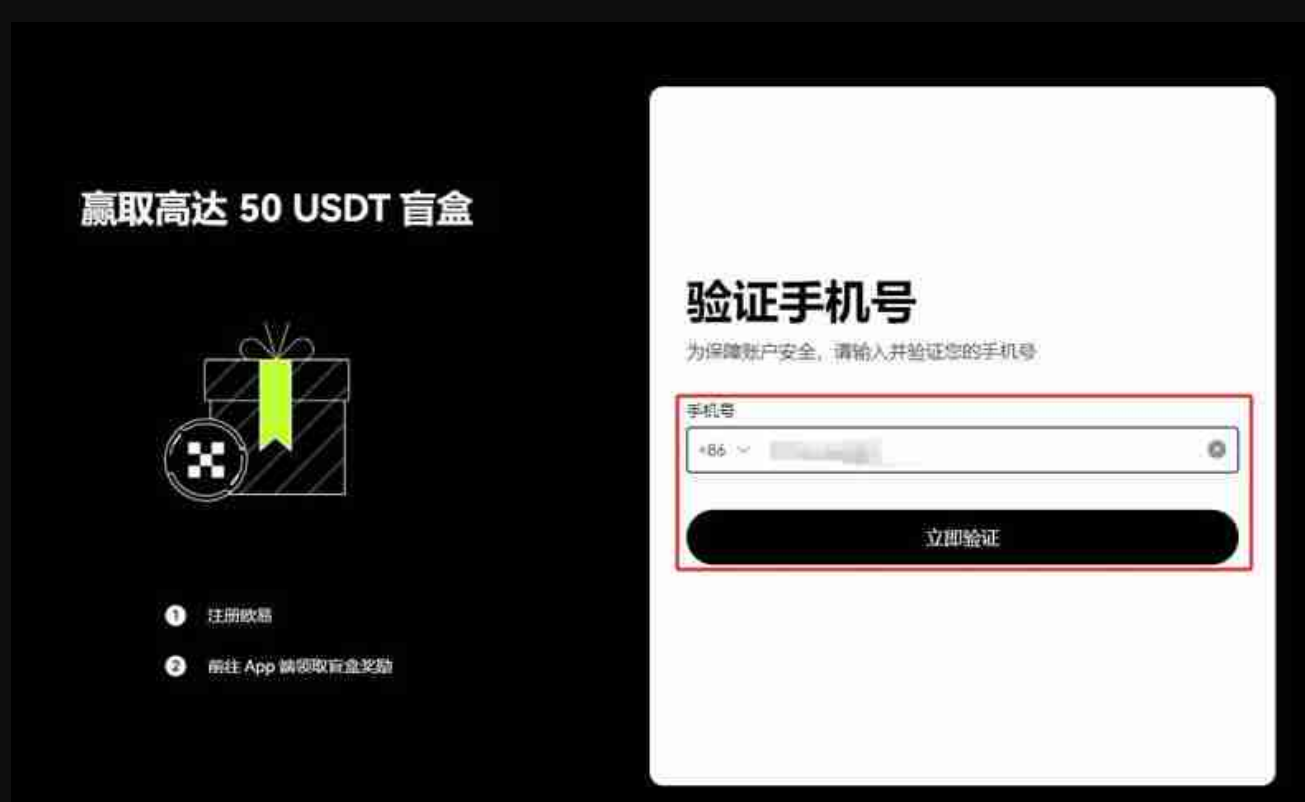 赢取高达 50 USDT 盲盒
1 注册欧易
2 前往 App 端领取盲盒奖励
验证手机号
为保障账户安全，请输入并验证您的手机号
手机号
+86
立即验证